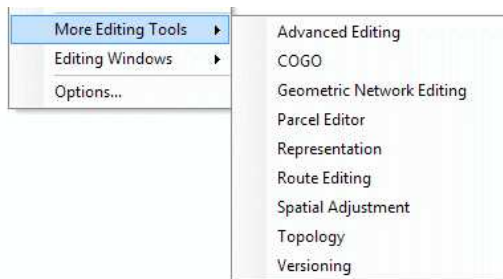 More Editing Tools
Editing Windows
Options...
Advanced Editing
COGO
Geometric Network Editing
Parcel Editor
Representation
Route Editing
Spatial Adjustment
Topology
Versioning